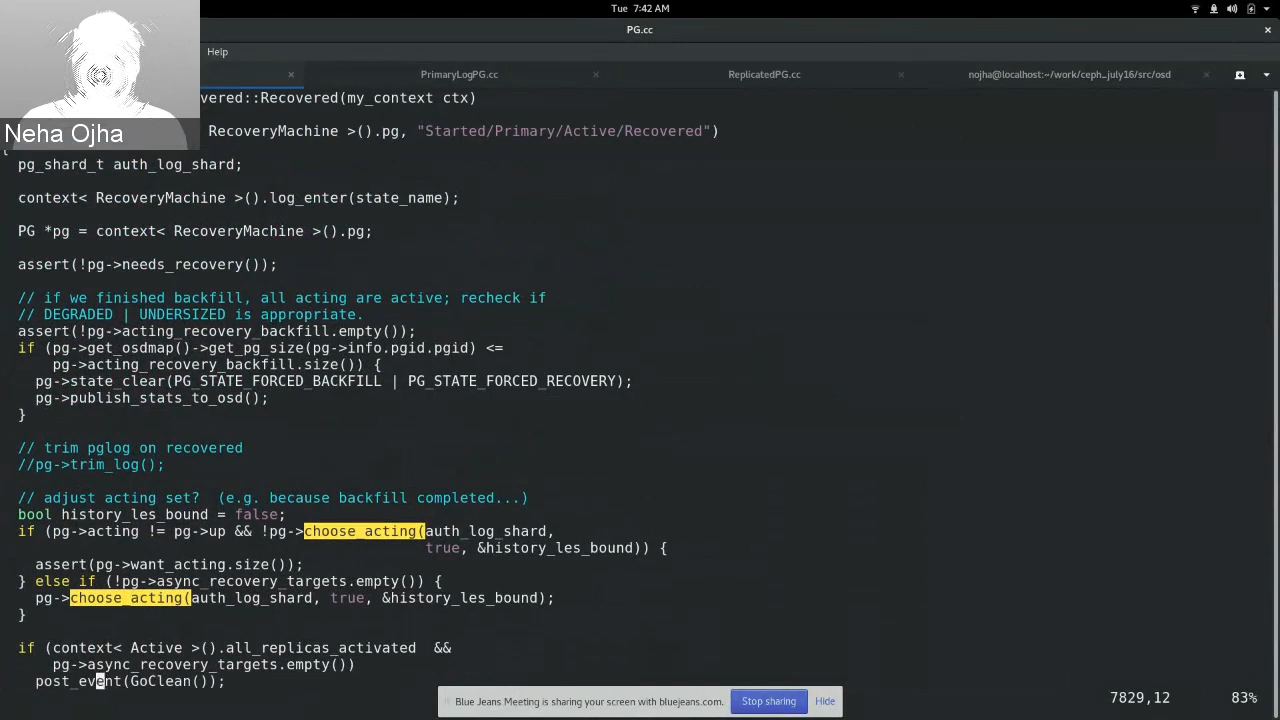 Tue 7:42 AM
PG.cc
Help
PrimaryLogPG.cc
ReplicatedPG.cc
nojha@localhost:~/work/ceph_july16/src/osd
Neha Ojha
vered::Recovered(my_context ctx)
RecoveryMachine >().pg, "Started/Primary/Active/Recovered")
{
pg_shard_t auth_log_shard;
context< RecoveryMachine >().log_enter(state_name);
PG *pg = context< RecoveryMachine >().pg;
assert(!pg->needs_recovery());
// if we finished backfill, all acting are active; recheck if
// DEGRADED | UNDERSIZED is appropriate.
assert(!pg->acting_recovery_backfill.empty());
if (pg->get_osdmap()->get_pg_size(pg->info.pgid.pgid) <=
pg->acting_recovery_backfill.size()) {
pg->state_clear(PG_STATE_FORCED_BACKFILL | PG_STATE_FORCED_RECOVERY);
pg->publish_stats_to_osd();
}
// trim pglog on recovered
//pg->trim_log();
// adjust acting set?  (e.g. because backfill completed...)
bool history_les_bound = false;
if (pg->acting != pg->up && !pg->choose_acting(auth_log_shard,
true, &history_les_bound)) {
assert(pg->want_acting.size());
} else if (!pg->async_recovery_targets.empty()) {
pg->choose_acting(auth_log_shard, true, &history_les_bound);
}
if (context< Active >().all_replicas_activated  &&
pg->async_recovery_targets.empty())
post_event(GoClean());
Blue Jeans Meeting is sharing your screen with bluejeans.com.
Stop sharing
Hide
7829,12
83%